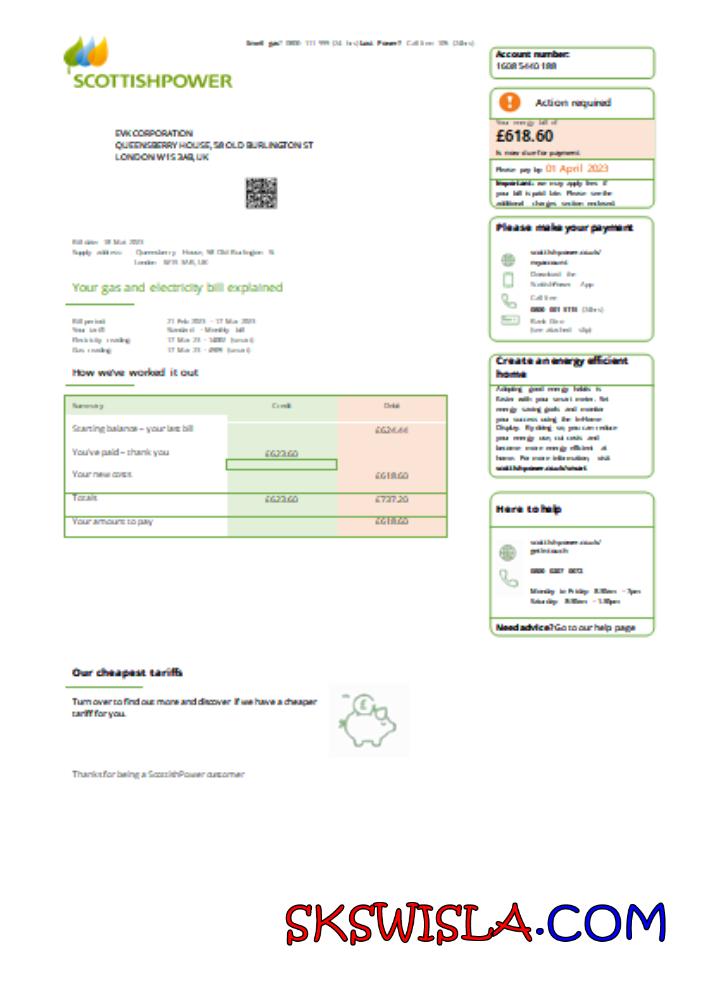 Smell gas? 0800 111 999 (24 hrs) Lost Power? Call free 105 (24hrs)
SCOTTISHPOWER
EVK CORPORATION
QUEENSBERRY HOUSE, 58 OLD BURLINGTON ST
LONDON W1S 3AB, UK
Bill date: 18 Mar 2023
Supply address: Queensberry House, 58 Old Burlington St
London W1S 3AB, UK
Your gas and electricity bill explained
Bill period 21 Feb 2023 - 17 Mar 2023
Your tariff Standard - Monthly bill
Electricity reading 17 Mar 23 - (smart)
Gas reading 17 Mar 23 - (smart)
How we've worked it out
Summary Credit Debit
Starting balance – your last bill £624.44
You've paid – thank you £623.60
Your new costs £618.60
Totals £623.60 £737.20
Your amount to pay £618.60
Our cheapest tariffs
Turn over to find out more and discover if we have a cheaper
tariff for you.
Thanks for being a ScottishPower customer
Account number:
1608 5440 188
Action required
Your energy bill of
£618.60
is now due for payment
Please pay by 01 April 2023
Important: we may apply fees if
your bill is paid late. Please see the
additional charges section enclosed
Please make your payment
scottishpower.co.uk/
myaccount
Download the
ScottishPower App
Call free
0800 001
Bank Giro
(see attached slip)
Create an energy efficient
home
Adopting good energy habits is
Easier with your smart meter. Set
energy saving goals and monitor
your success using the In-Home
Display. By doing so, you can reduce
your energy use, cut costs and
become more energy efficient at
home. For more information, visit
scottishpower.co.uk/smart
Here to help
scottishpower.co.uk/
getintouch
0800
Monday to Friday 8:30am - 7pm
Saturday 8:30am - 1:30pm
Need advice? Go to our help page
SKSWISLA.COM